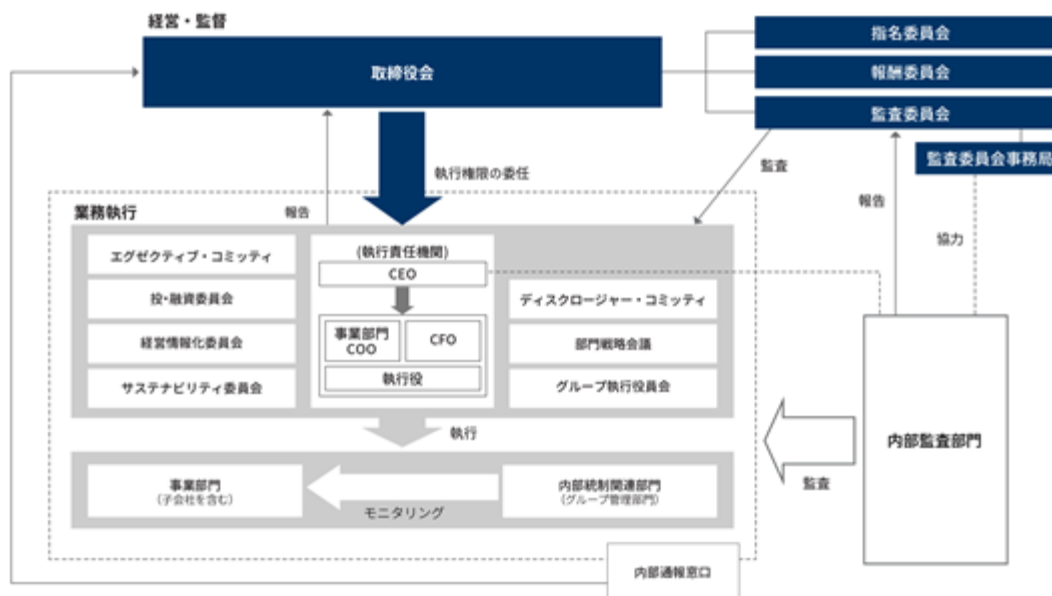 経営・監督
取締役会
指名委員会
報酬委員会
監査委員会
監査委員会事務局
執行権限の委任
監査
報告
協力
業務執行
報告
エグゼクティブ・コミッティ
投・融資委員会
経営情報化委員会
サステナビリティ委員会
(執行責任機関)
CEO
事業部門
COO
CFO
執行役
ディスクロージャー・コミッティ
部門戦略会議
グループ執行役員会
執行
内部監査部門
監査
事業部門
(子会社を含む)
モニタリング
内部統制関連部門
(グループ管理部門)
内部通報窓口